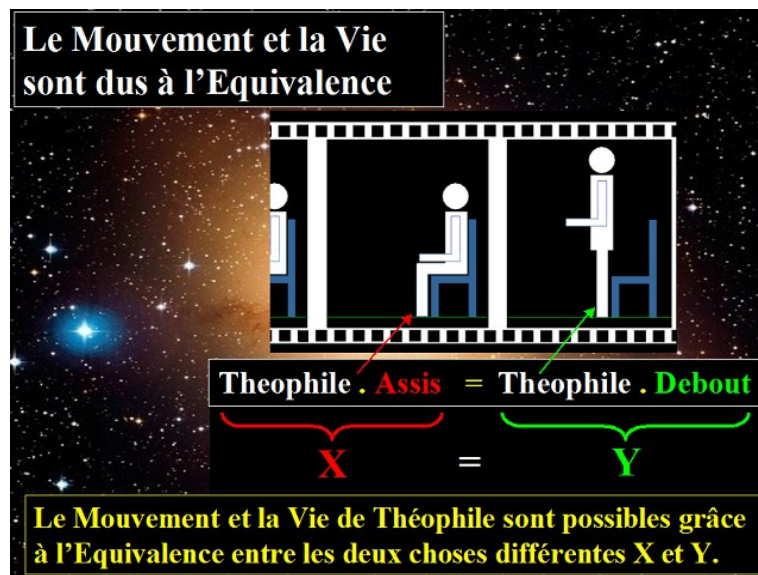 Le Mouvement et la Vie
sont dus à l’Equivalence
Theophile . Assis = Theophile . Debout
X = Y
Le Mouvement et la Vie de Théophile sont possibles grâce
à l’Equivalence entre les deux choses différentes X et Y.